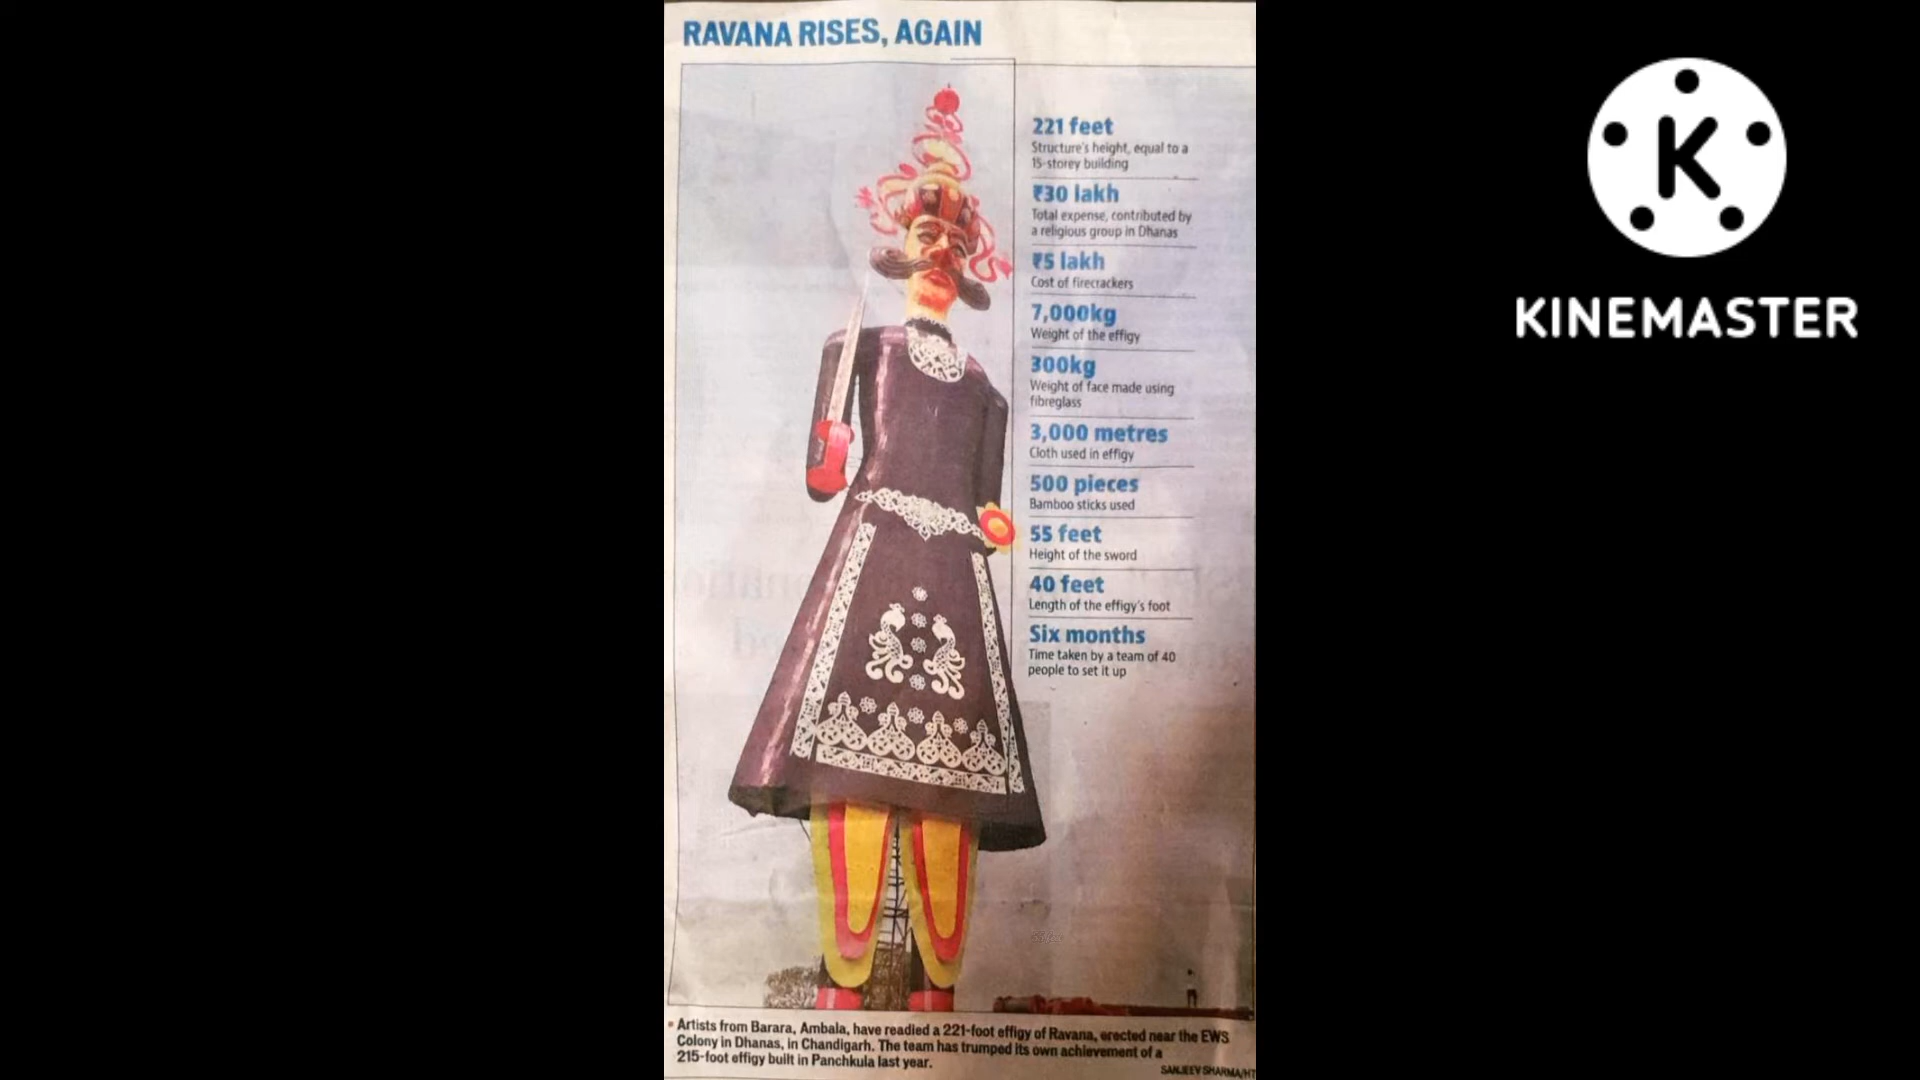 RAVANA RISES, AGAIN
221 feet
Structure's height, equal to a
15-storey building
₹30 lakh
Total expense, contributed by
a religious group in Dhanas
₹5 lakh
Cost of firecrackers
7,000kg
Weight of the effigy
300kg
Weight of face made using
fibreglass
3,000 metres
Cloth used in effigy
500 pieces
Bamboo sticks used
55 feet
Height of the sword
40 feet
Length of the effigy's foot
Six months
Time taken by a team of 40
people to set it up
Artists from Barara, Ambala, have readied a 221-foot effigy of Ravana, erected near the EWS
Colony in Dhanas, in Chandigarh. The team has trumped its own achievement of a
215-foot effigy built in Panchkula last year.
SANJEEV SHARMA/HT
K
KINEMASTER